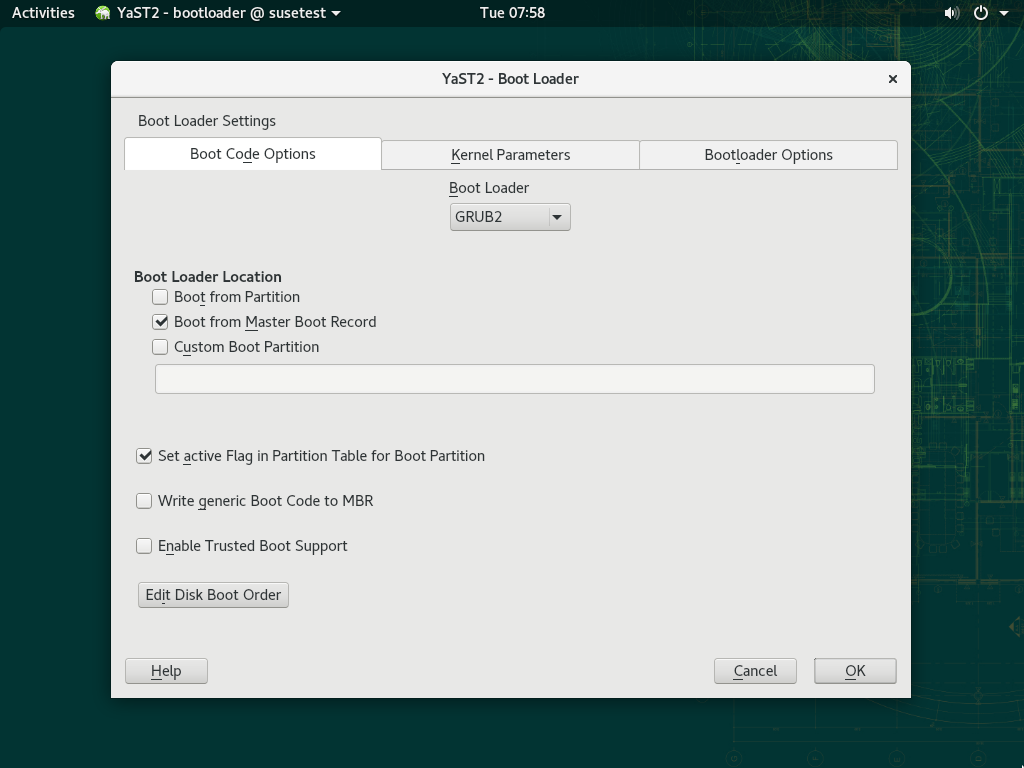 Activities YaST2 - bootloader @ susetest Tue 07:58
YaST2 - Boot Loader
Boot Loader Settings
Boot Code Options Kernel Parameters Bootloader Options
Boot Loader
GRUB2
Boot Loader Location
Boot from Partition
Boot from Master Boot Record
Custom Boot Partition
Set active Flag in Partition Table for Boot Partition
Write generic Boot Code to MBR
Enable Trusted Boot Support
Edit Disk Boot Order
Help Cancel OK